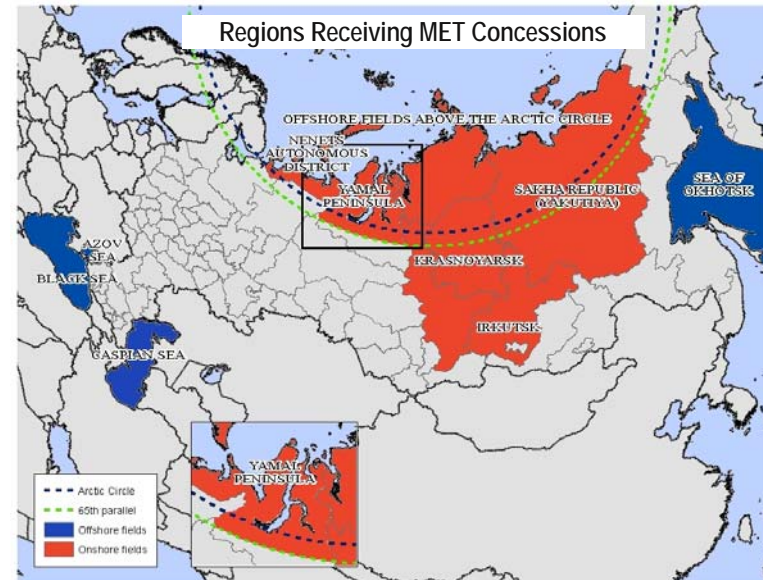 Regions Receiving MET Concessions
OFFSHORE FIELDS ABOVE THE ARCTIC CIRCLE
NENETS
AUTONOMOUS
DISTRICT
YAMAL
PENINSULA
SAKHA REPUBLIC
(YAKUTIYA)
SEA OF
OKHOTSK
AZOV
SEA
BLACK SEA
KRASNOYARSK
IRKUTSK
CASPIAN SEA
YAMAL
PENINSULA
Arctic Circle
65th parallel
Offshore fields
Onshore fields